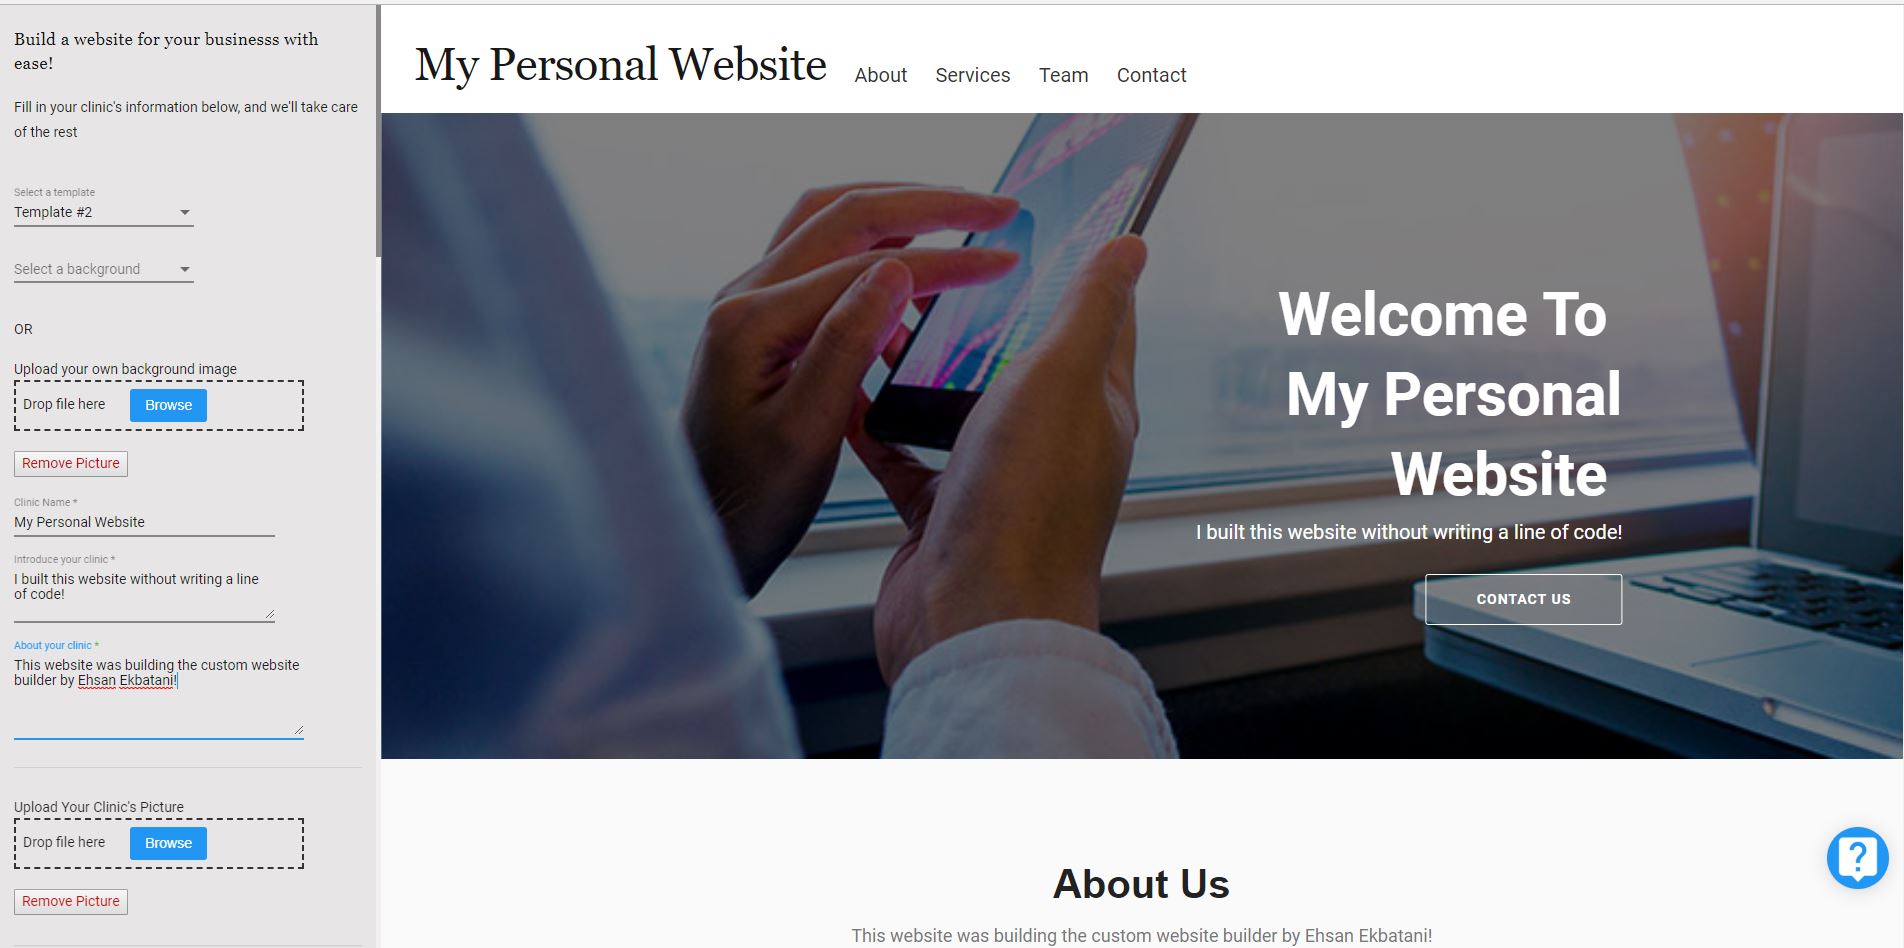 Build a website for your businesss with
ease!
Fill in your clinic's information below, and we'll take care
of the rest
Select a template
Template #2
Select a background
OR
Upload your own background image
Drop file here
Browse
Remove Picture
Clinic Name *
My Personal Website
Introduce your clinic *
I built this website without writing a line
of code!
About your clinic *
This website was building the custom website
builder by Ehsan Ekbatani!
Upload Your Clinic's Picture
Drop file here
Browse
Remove Picture
My Personal Website
About
Services
Team
Contact
Welcome To
My Personal
Website
I built this website without writing a line of code!
CONTACT US
About Us
This website was building the custom website builder by Ehsan Ekbatani!
?